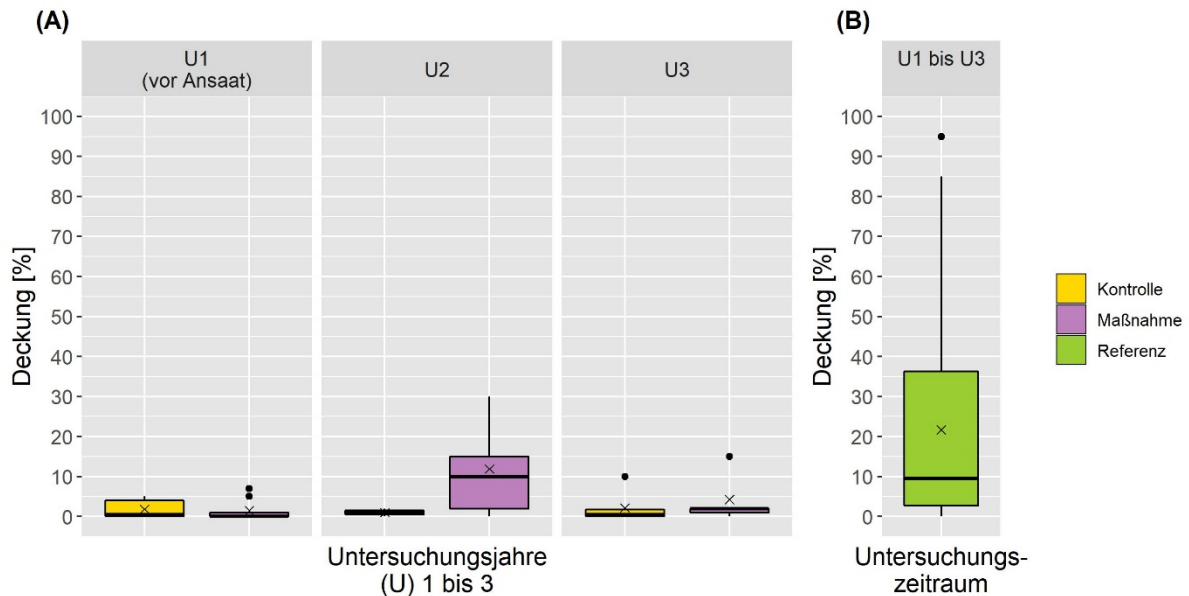 (A)
U1
(vor Ansaat)
U2
U3
Deckung [%]
100
90
80
70
60
50
40
30
20
10
0
Untersuchungsjahre
(U) 1 bis 3
(B)
U1 bis U3
Deckung [%]
100
90
80
70
60
50
40
30
20
10
0
Untersuchungs-
zeitraum
Kontrolle
Maßnahme
Referenz